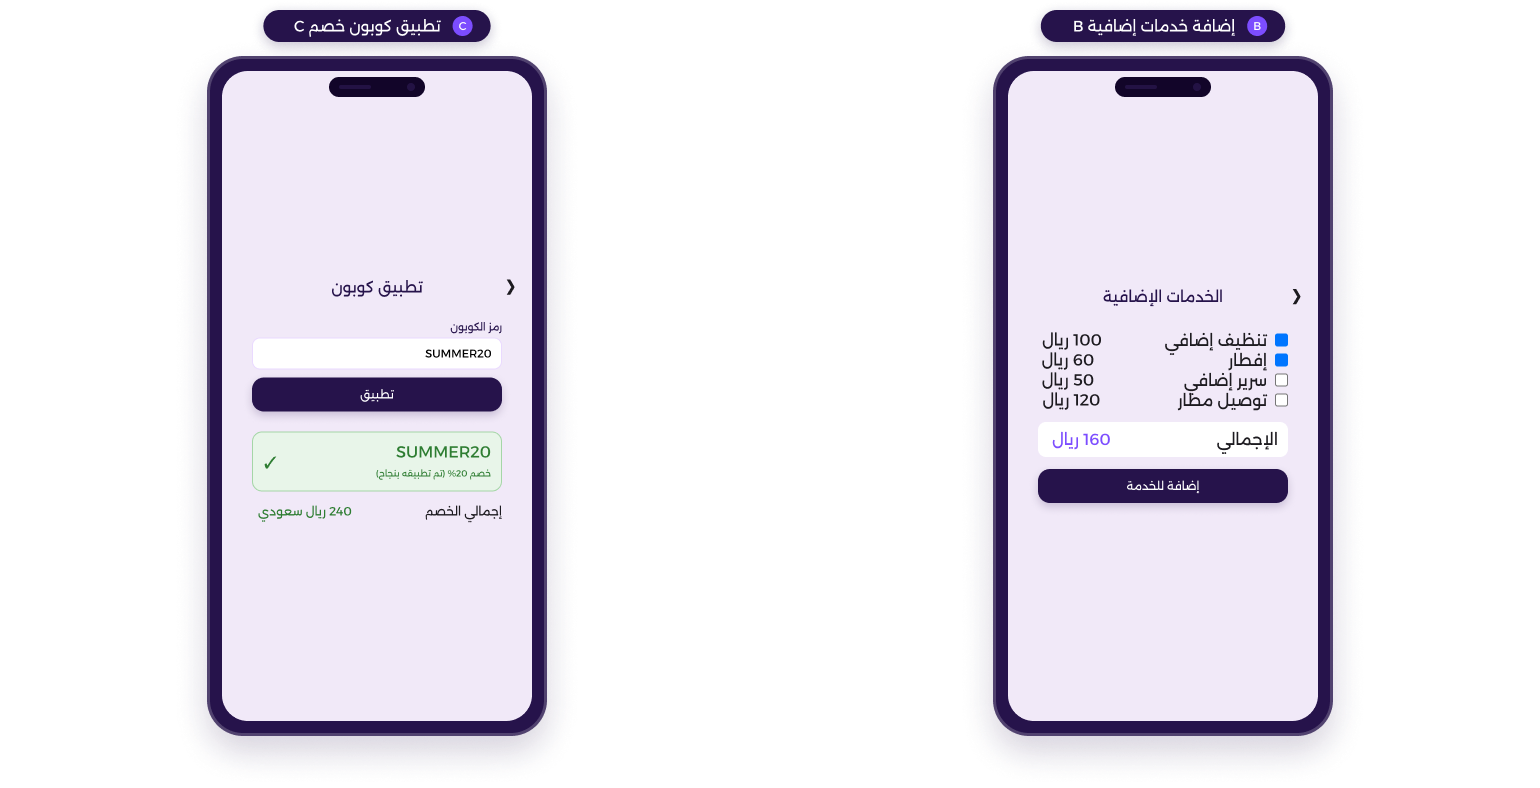 B إضافة خدمات إضافية B
❯
الخدمات الإضافية
تنظيف إضافي 100 ريال
إفطار 60 ريال
سرير إضافي 50 ريال
توصيل مطار 120 ريال
الإجمالي 160 ريال
إضافة للخدمة
C تطبيق كوبون خصم C
❯
تطبيق كوبون
رمز الكوبون
SUMMER20
تطبيق
SUMMER20
✓
خصم 20% (تم تطبيقه بنجاح)
إجمالي الخصم 240 ريال سعودي